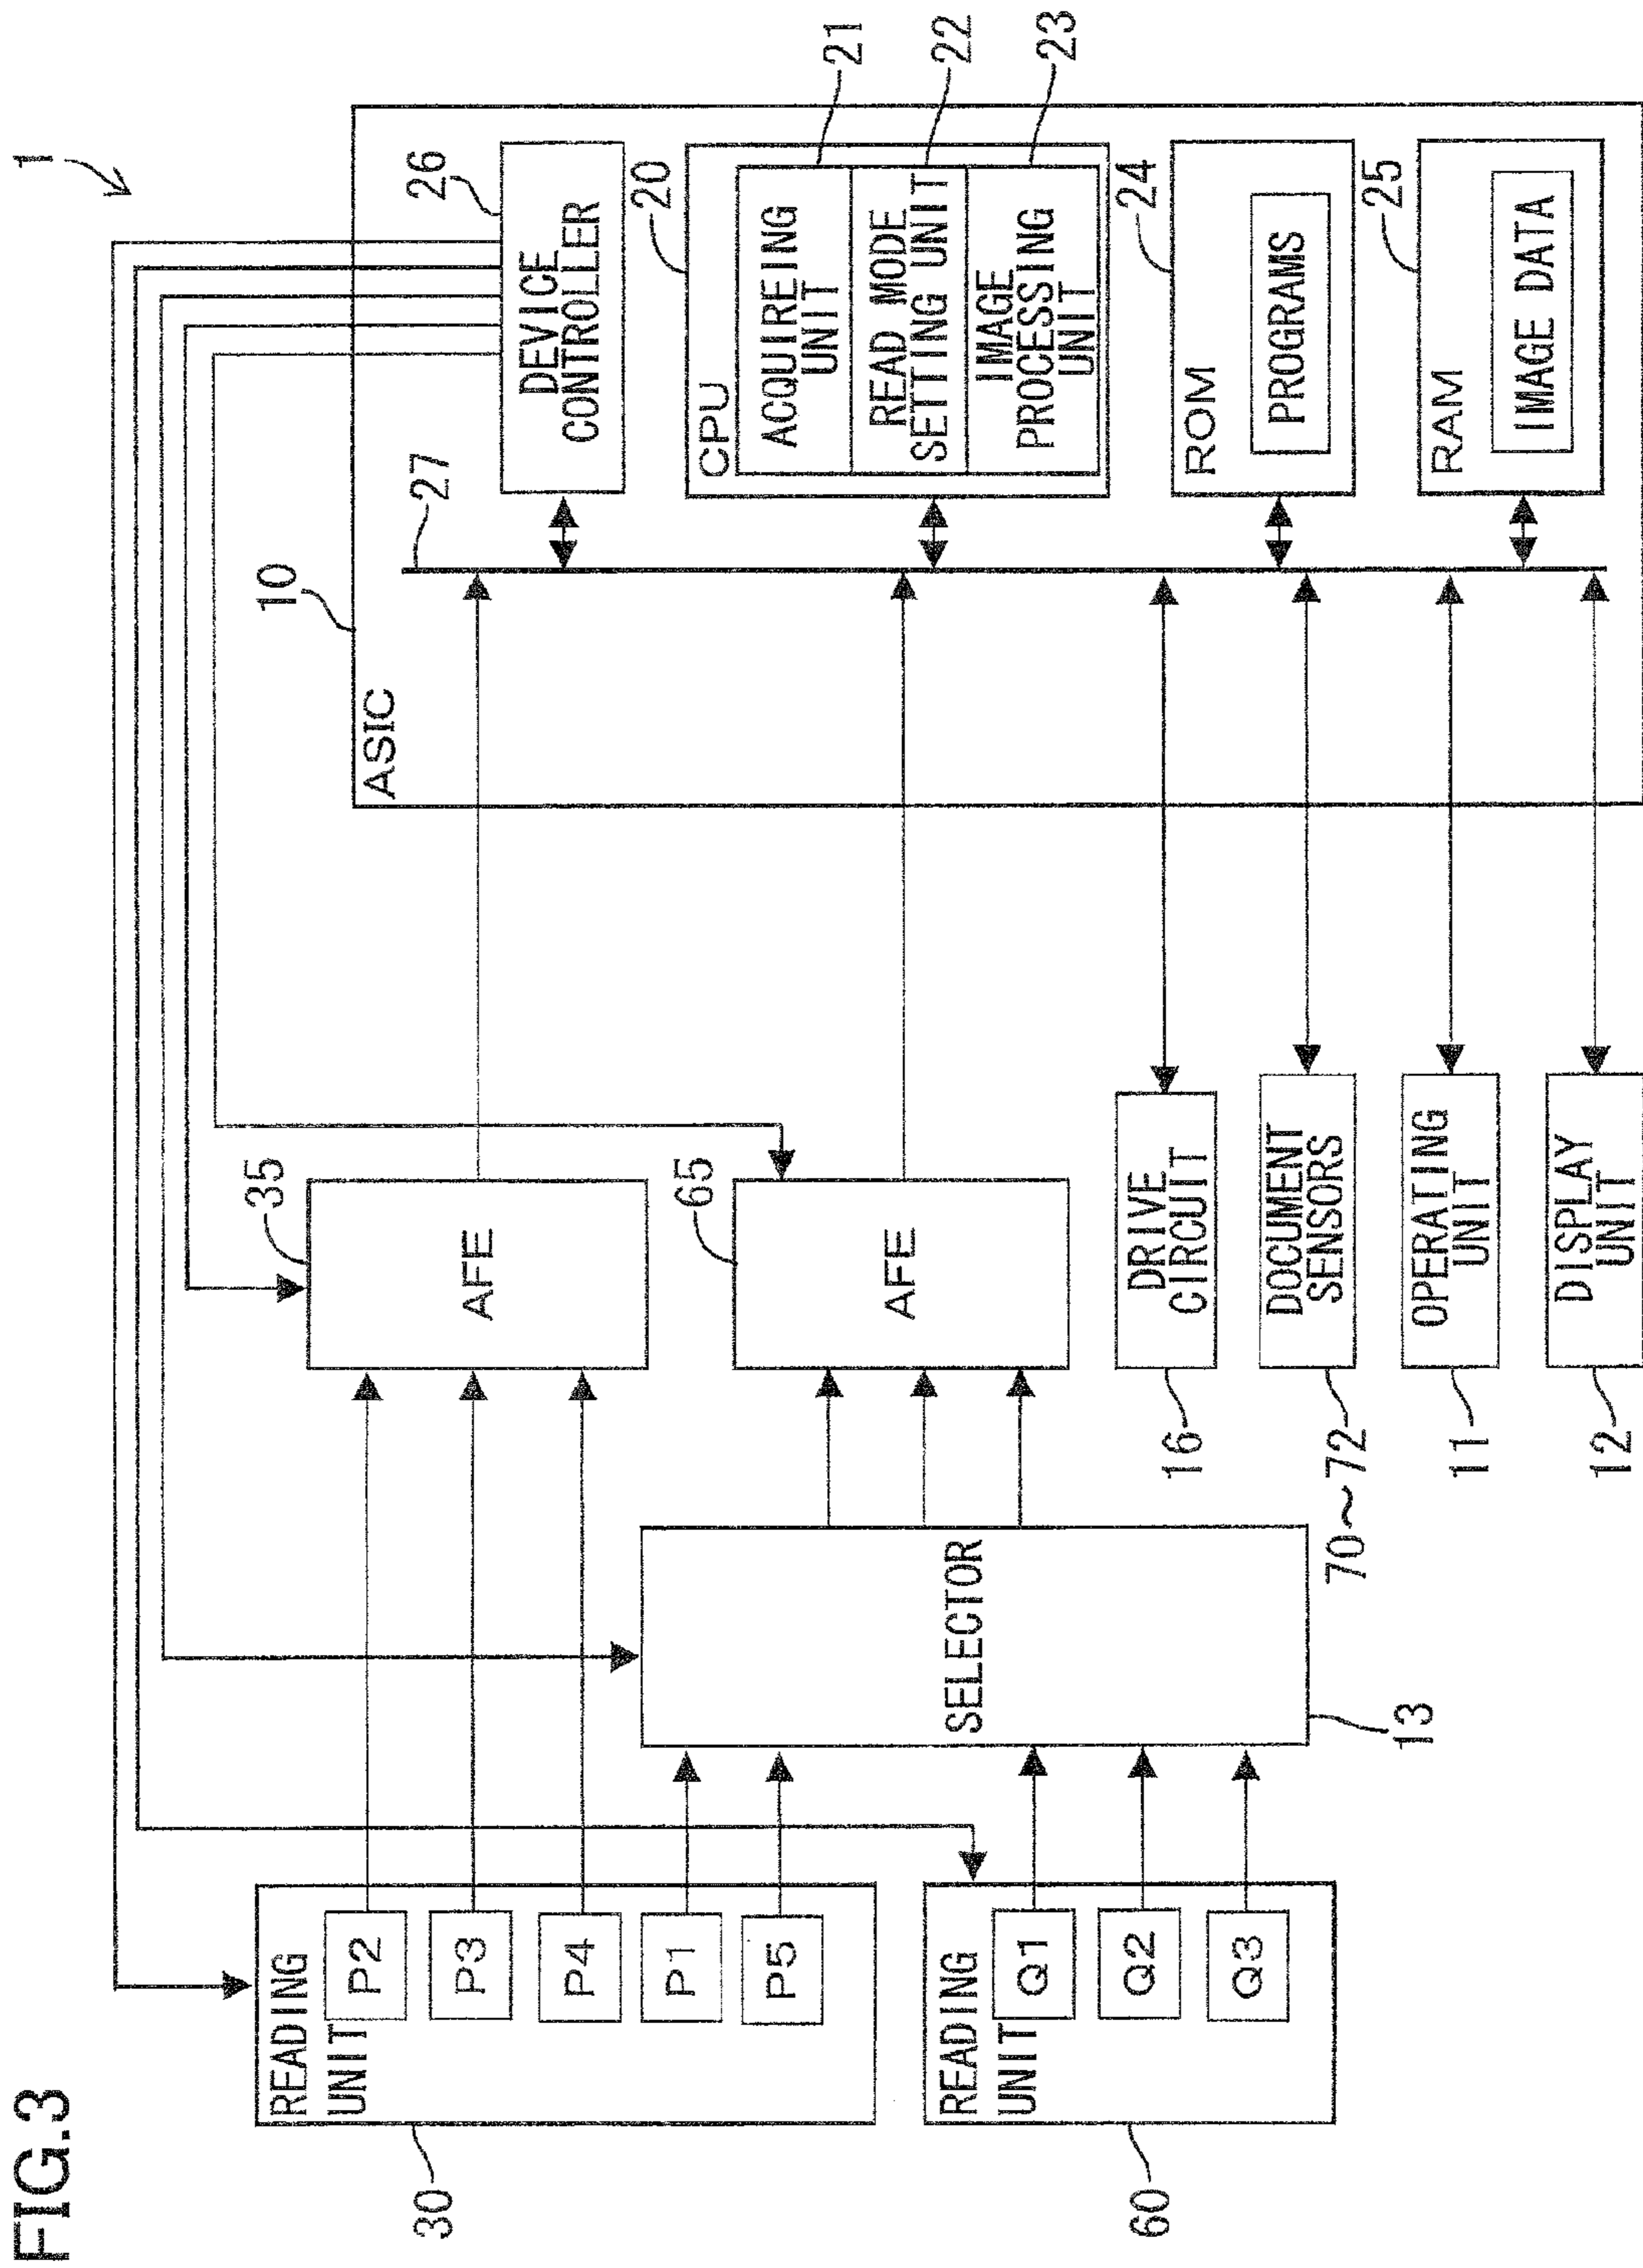 FIG.3
1
READING
UNIT
P2
P3
P4
P1
P5
30
READING
UNIT
Q1
Q2
Q3
60
SELECTOR
13
35
AFE
65
AFE
DRIVE
CIRCUIT
16
DOCUMENT
SENSORS
70~72
OPERATING
UNIT
11
DISPLAY
UNIT
12
10
ASIC
27
26
DEVICE
CONTROLLER
20
CPU
ACQUIREING
UNIT
21
READ MODE
SETTING UNIT
22
IMAGE
PROCESSING
UNIT
23
24
ROM
PROGRAMS
25
RAM
IMAGE DATA